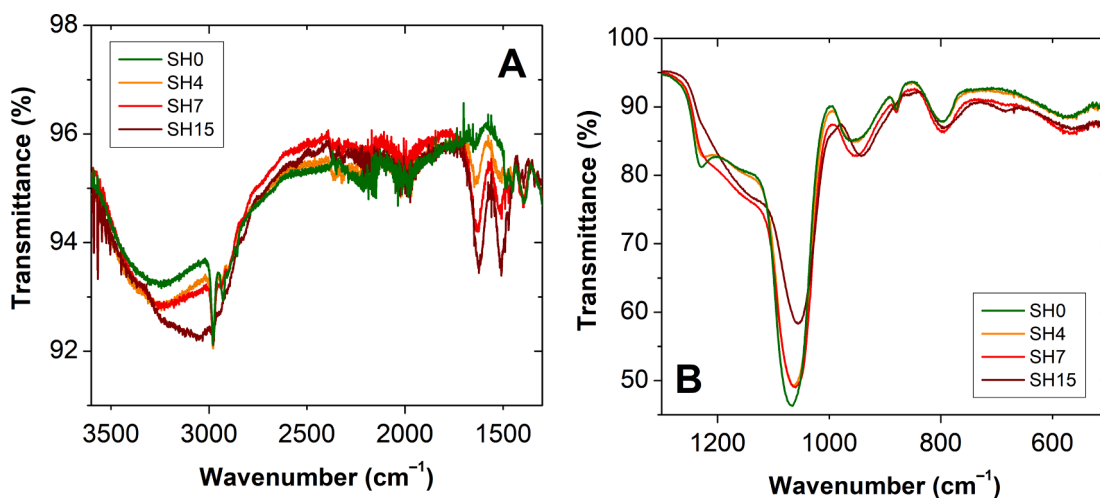 A
SH0
SH4
SH7
SH15
Transmittance (%)
98
96
94
92
3500 3000 2500 2000 1500
Wavenumber (cm⁻¹)
B
SH0
SH4
SH7
SH15
Transmittance (%)
100
90
80
70
60
50
1200 1000 800 600
Wavenumber (cm⁻¹)